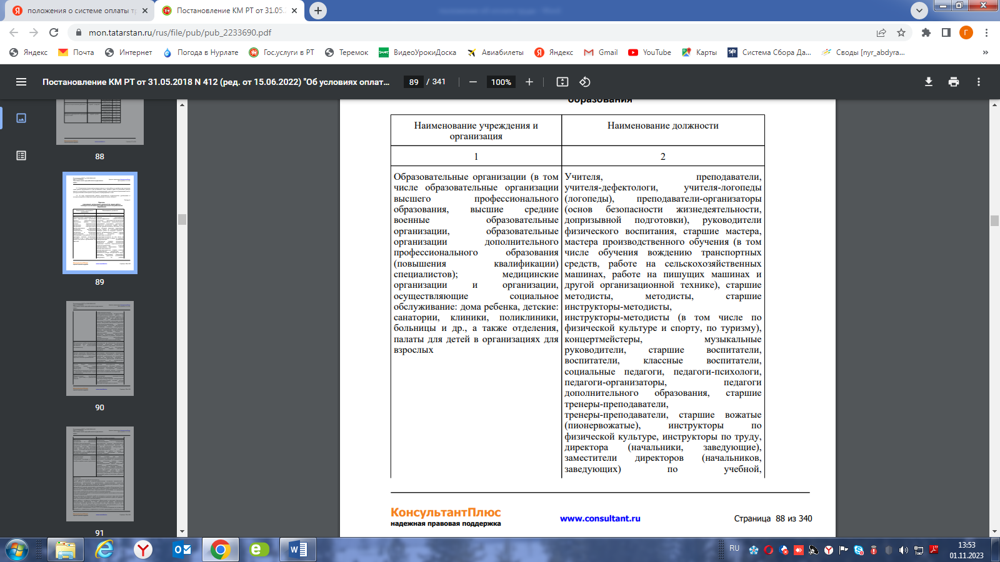 положения о системе оплаты тр
Постановление КМ РТ от 31.05.
mon.tatarstan.ru/rus/file/pub/pub_2233690.pdf
Г
Яндекс
Почта
Интернет
Погода в Нурлате
Гос.услуги в РТ
Теремок
ВидеоУрокиДоска
Авиабилеты
Яндекс
Gmail
YouTube
Карты
Система Сбора Да...
Своды [nyr_abdyra...
»
Постановление КМ РТ от 31.05.2018 N 412 (ред. от 15.06.2022) "Об условиях оплат...
89 / 341
100%
88
89
90
91
образования
Наименование учреждения и
организация
Наименование должности
1
2
Образовательные организации (в том
числе образовательные организации
высшего профессионального
образования, высшие средние
военные образовательные
организации, образовательные
организации дополнительного
профессионального образования
(повышения квалификации)
специалистов); медицинские
организации и организации,
осуществляющие социальное
обслуживание: дома ребенка, детские:
санатории, клиники, поликлиники,
больницы и др., а также отделения,
палаты для детей в организациях для
взрослых
Учителя, преподаватели,
учителя-дефектологи, учителя-логопеды
(логопеды), преподаватели-организаторы
(основ безопасности жизнедеятельности,
допризывной подготовки), руководители
физического воспитания, старшие мастера,
мастера производственного обучения (в том
числе обучения вождению транспортных
средств, работе на сельскохозяйственных
машинах, работе на пишущих машинах и
другой организационной технике), старшие
методисты, методисты, старшие
инструкторы-методисты,
инструкторы-методисты (в том числе по
физической культуре и спорту, по туризму),
концертмейстеры, музыкальные
руководители, старшие воспитатели,
воспитатели, классные воспитатели,
социальные педагоги, педагоги-психологи,
педагоги-организаторы, педагоги
дополнительного образования, старшие
тренеры-преподаватели,
тренеры-преподаватели, старшие вожатые
(пионервожатые), инструкторы по
физической культуре, инструкторы по труду,
директора (начальники, заведующие),
заместители директоров (начальников,
заведующих) по учебной,
КонсультантПлюс
надежная правовая поддержка
www.consultant.ru
Страница 88 из 340
RU
13:53
01.11.2023